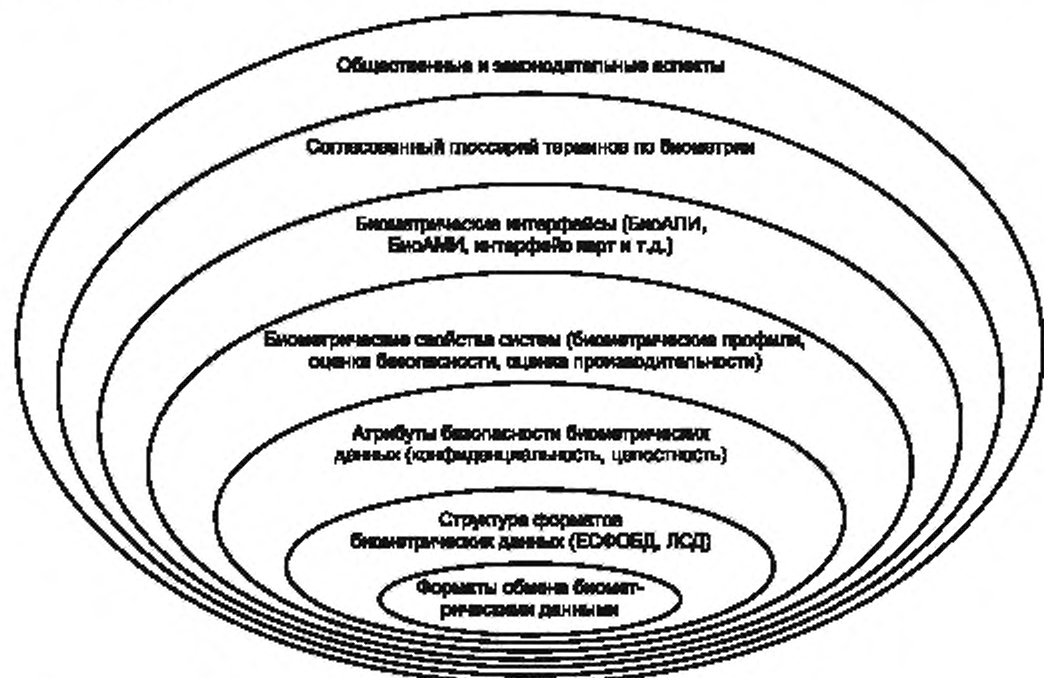 Общественные и законодательные аспекты
Согласованный глоссарий терминов по биометрии
Биометрические интерфейсы (БиоАПИ,
БиоАМИ, интерфейс карт и т.д.)
Биометрические свойства систем (биометрические профили,
оценка безопасности, оценка производительности)
Атрибуты безопасности биометрических
данных (конфиденциальность, целостность)
Структура форматов
биометрических данных (ЕСФОБД, ЛСД)
Форматы обмена биомет-
рическими данными